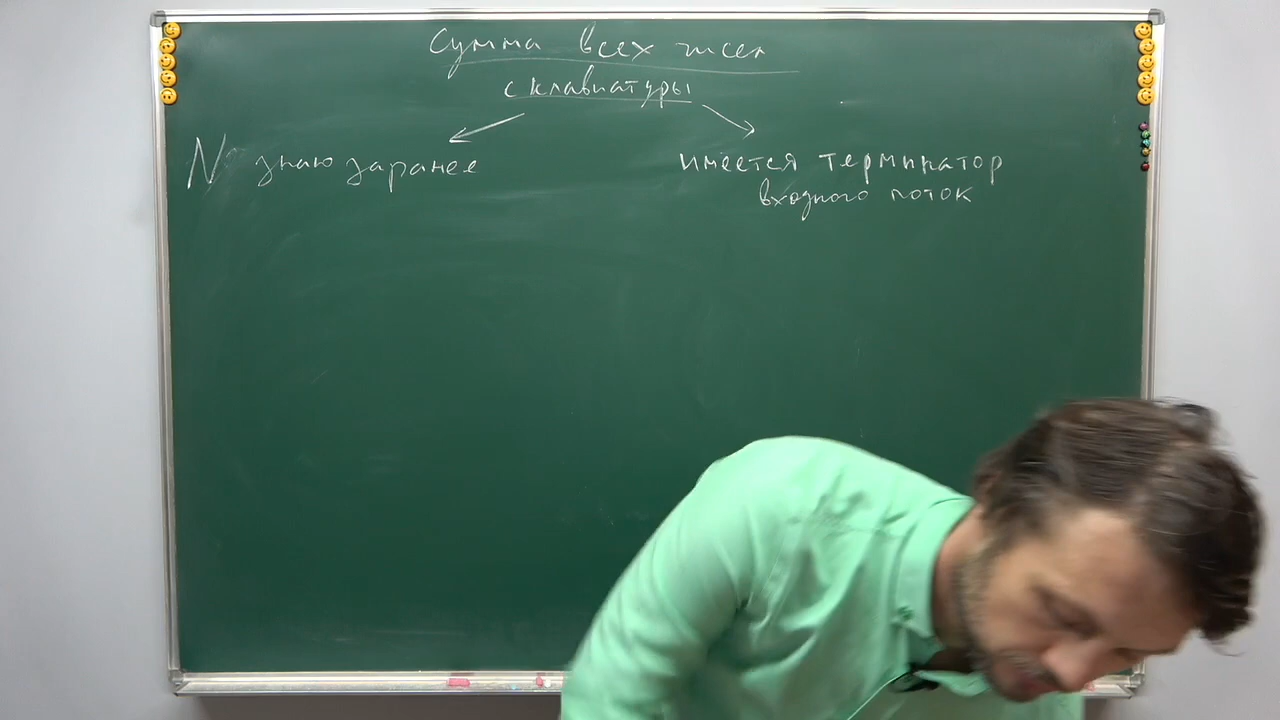 Сумма всех чисел
с клавиатуры
N знаю заранее
имеется терминатор
входного поток